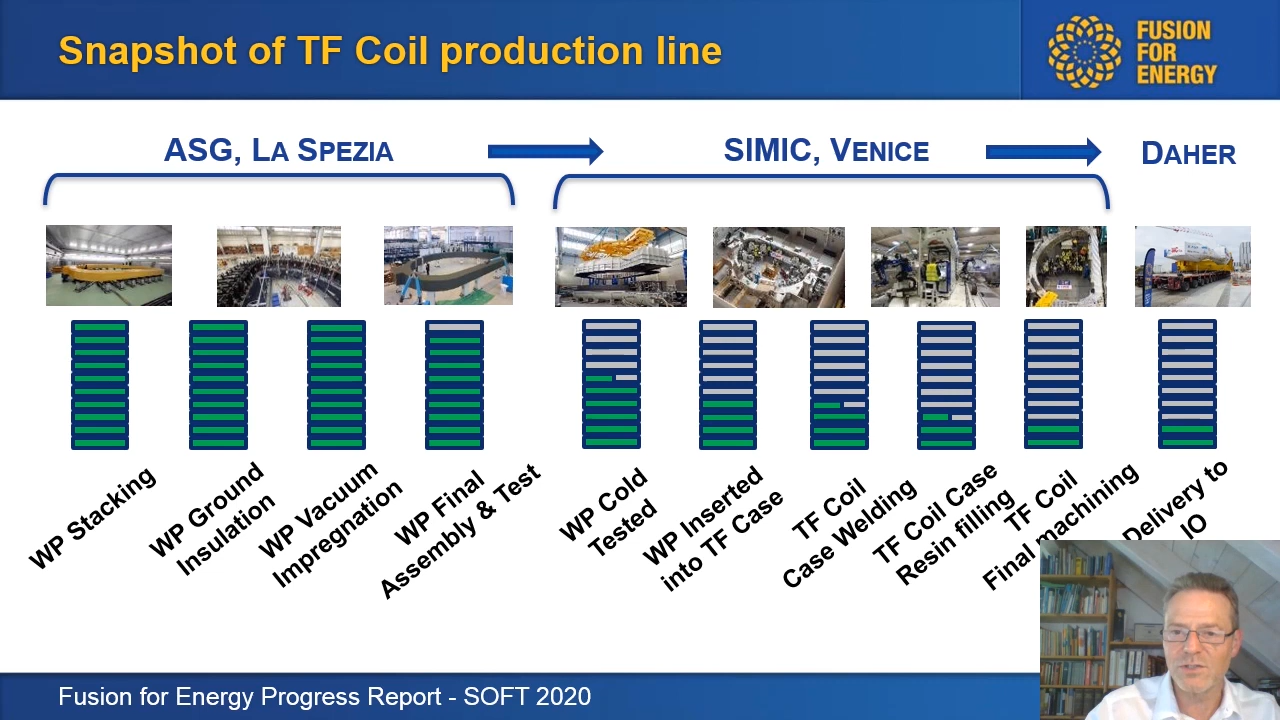 Snapshot of TF Coil production line
FUSION
FOR
ENERGY
ASG, LA SPEZIA
SIMIC, VENICE
DAHER
WP Stacking
WP Ground
Insulation
WP Vacuum
Impregnation
WP Final
Assembly & Test
WP Cold
Tested
WP Inserted
into TF Case
TF Coil
Case Welding
TF Coil Case
Resin filling
TF Coil
Final machining
Delivery to
IO
Fusion for Energy Progress Report - SOFT 2020